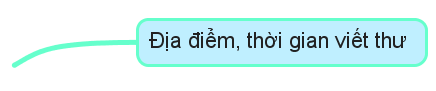 Địa điểm, thời gian viết thư